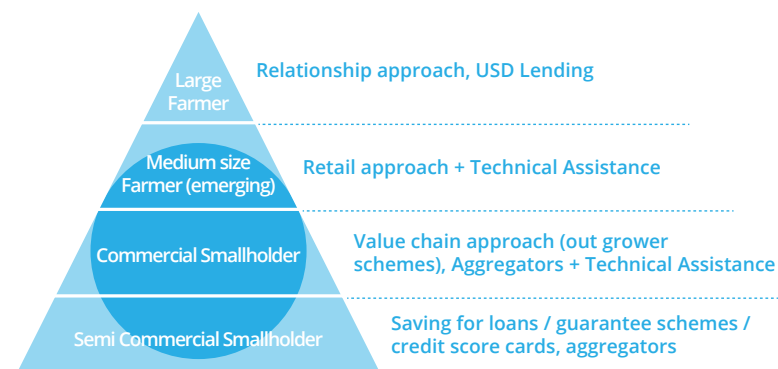 Large
Farmer
Relationship approach, USD Lending
Medium size
Farmer (emerging)
Retail approach + Technical Assistance
Commercial Smallholder
Value chain approach (out grower
schemes), Aggregators + Technical Assistance
Semi Commercial Smallholder
Saving for loans / guarantee schemes /
credit score cards, aggregators